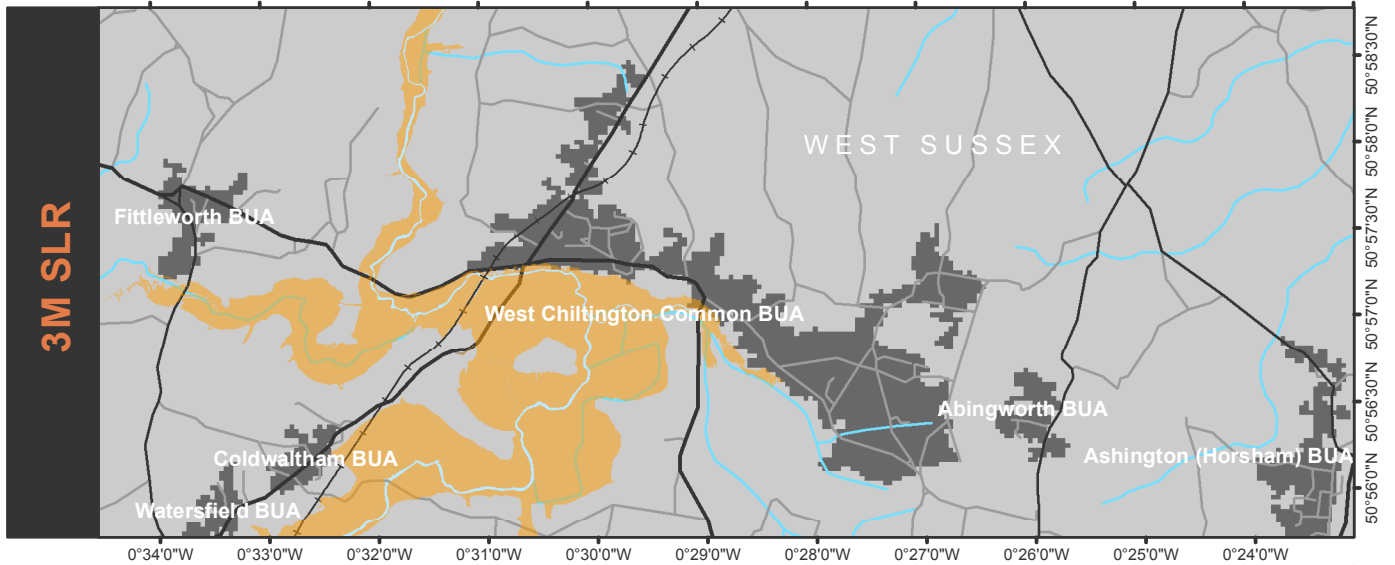 3M SLR
WEST SUSSEX
Fittleworth BUA
West Chiltington Common BUA
Abingworth BUA
Coldwaltham BUA
Ashington (Horsham) BUA
Watersfield BUA
50°58'30"N
50°58'0"N
50°57'30"N
50°57'0"N
50°56'30"N
50°56'0"N
0°34'0"W
0°33'0"W
0°32'0"W
0°31'0"W
0°30'0"W
0°29'0"W
0°28'0"W
0°27'0"W
0°26'0"W
0°25'0"W
0°24'0"W